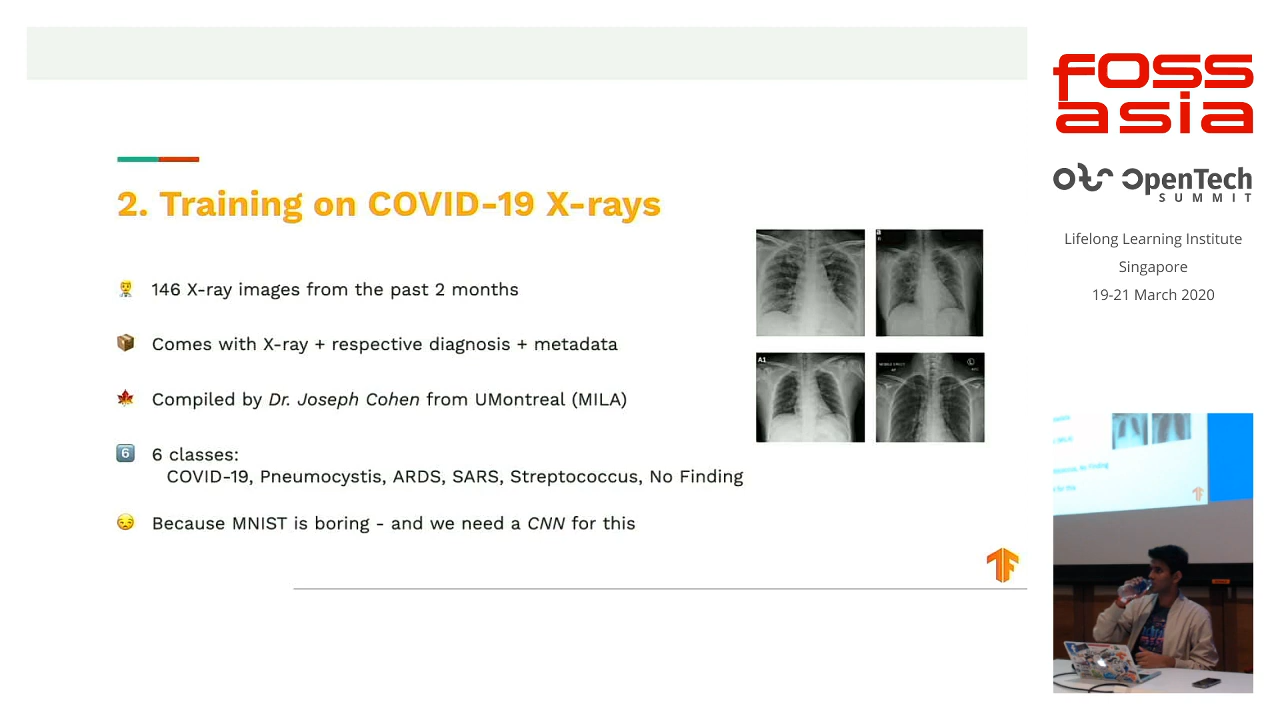 2. Training on COVID-19 X-rays
146 X-ray images from the past 2 months
Comes with X-ray + respective diagnosis + metadata
Compiled by Dr. Joseph Cohen from UMontreal (MILA)
6
6 classes:
COVID-19, Pneumocystis, ARDS, SARS, Streptococcus, No Finding
Because MNIST is boring - and we need a CNN for this
A1
FOSS
asia
OpenTech
SUMMIT
Lifelong Learning Institute
Singapore
19-21 March 2020